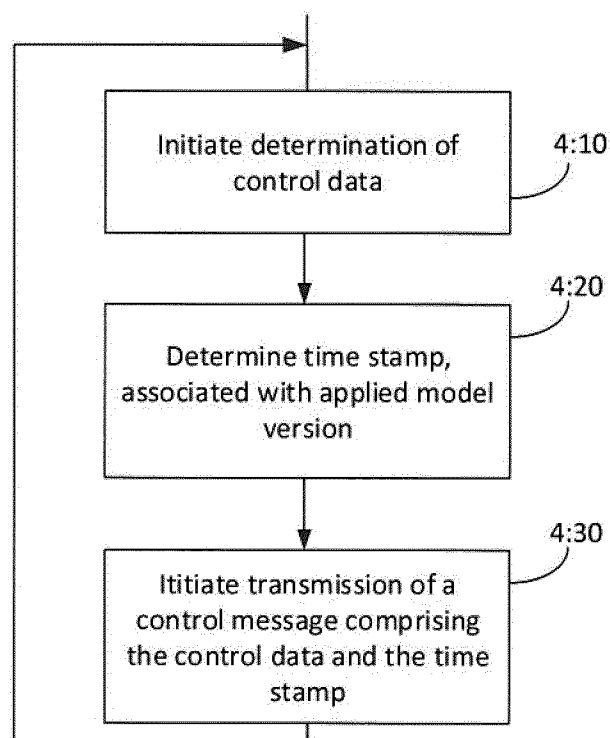 Initiate determination of
control data
4:10
4:20
Determine time stamp,
associated with applied model
version
4:30
Ititiate transmission of a
control message comprising
the control data and the time
stamp